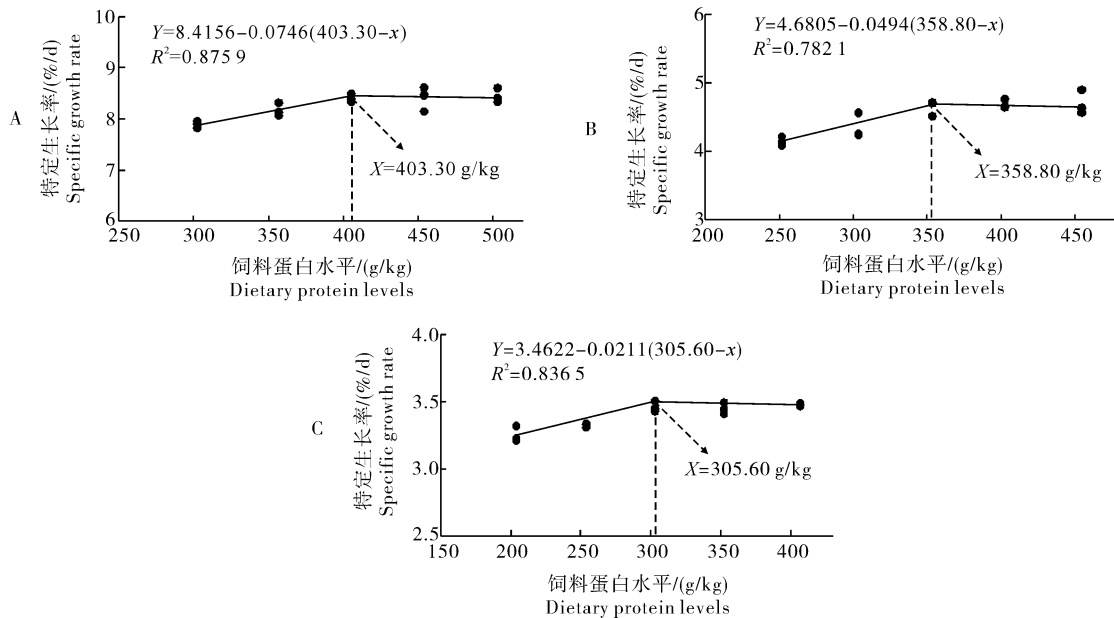 A
特定生长率/(%/d)
Specific growth rate
10
9
8
7
6
Y=8.4156-0.0746(403.30-x)
R²=0.875 9
X=403.30 g/kg
250 300 350 400 450 500
饲料蛋白水平/(g/kg)
Dietary protein levels
B
特定生长率/(%/d)
Specific growth rate
6
5
4
3
Y=4.6805-0.0494(358.80-x)
R²=0.782 1
X=358.80 g/kg
200 250 300 350 400 450
饲料蛋白水平/(g/kg)
Dietary protein levels
C
特定生长率/(%/d)
Specific growth rate
4.0
3.5
3.0
2.5
Y=3.4622-0.0211(305.60-x)
R²=0.836 5
X=305.60 g/kg
150 200 250 300 350 400
饲料蛋白水平/(g/kg)
Dietary protein levels